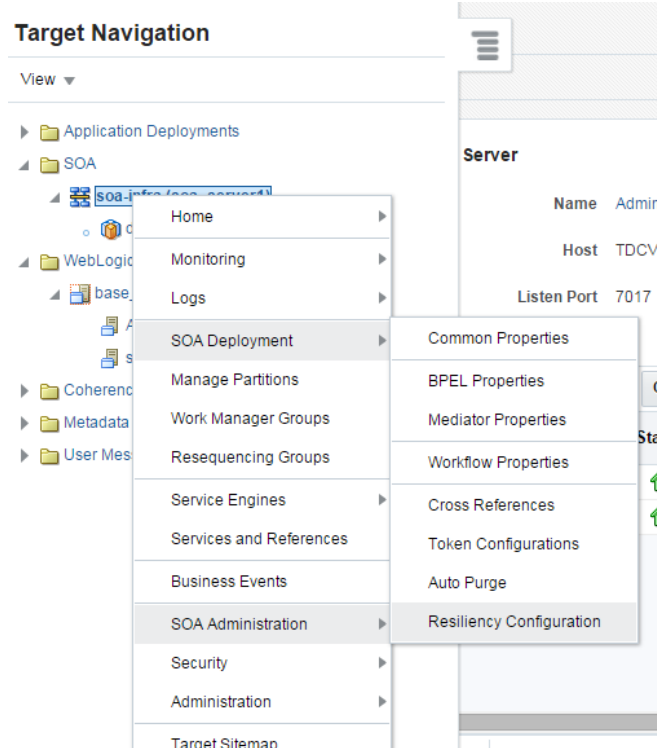 Target Navigation
View
Application Deployments
SOA
soa-infra (soa_server1)
WebLogic
base_
Coherenc
Metadata
User Mes
Home
Monitoring
Logs
SOA Deployment
Manage Partitions
Work Manager Groups
Resequencing Groups
Service Engines
Services and References
Business Events
SOA Administration
Security
Administration
Target Sitemap
Common Properties
BPEL Properties
Mediator Properties
Workflow Properties
Cross References
Token Configurations
Auto Purge
Resiliency Configuration
Server
Name Admin
Host TDCV
Listen Port 7017
Sta